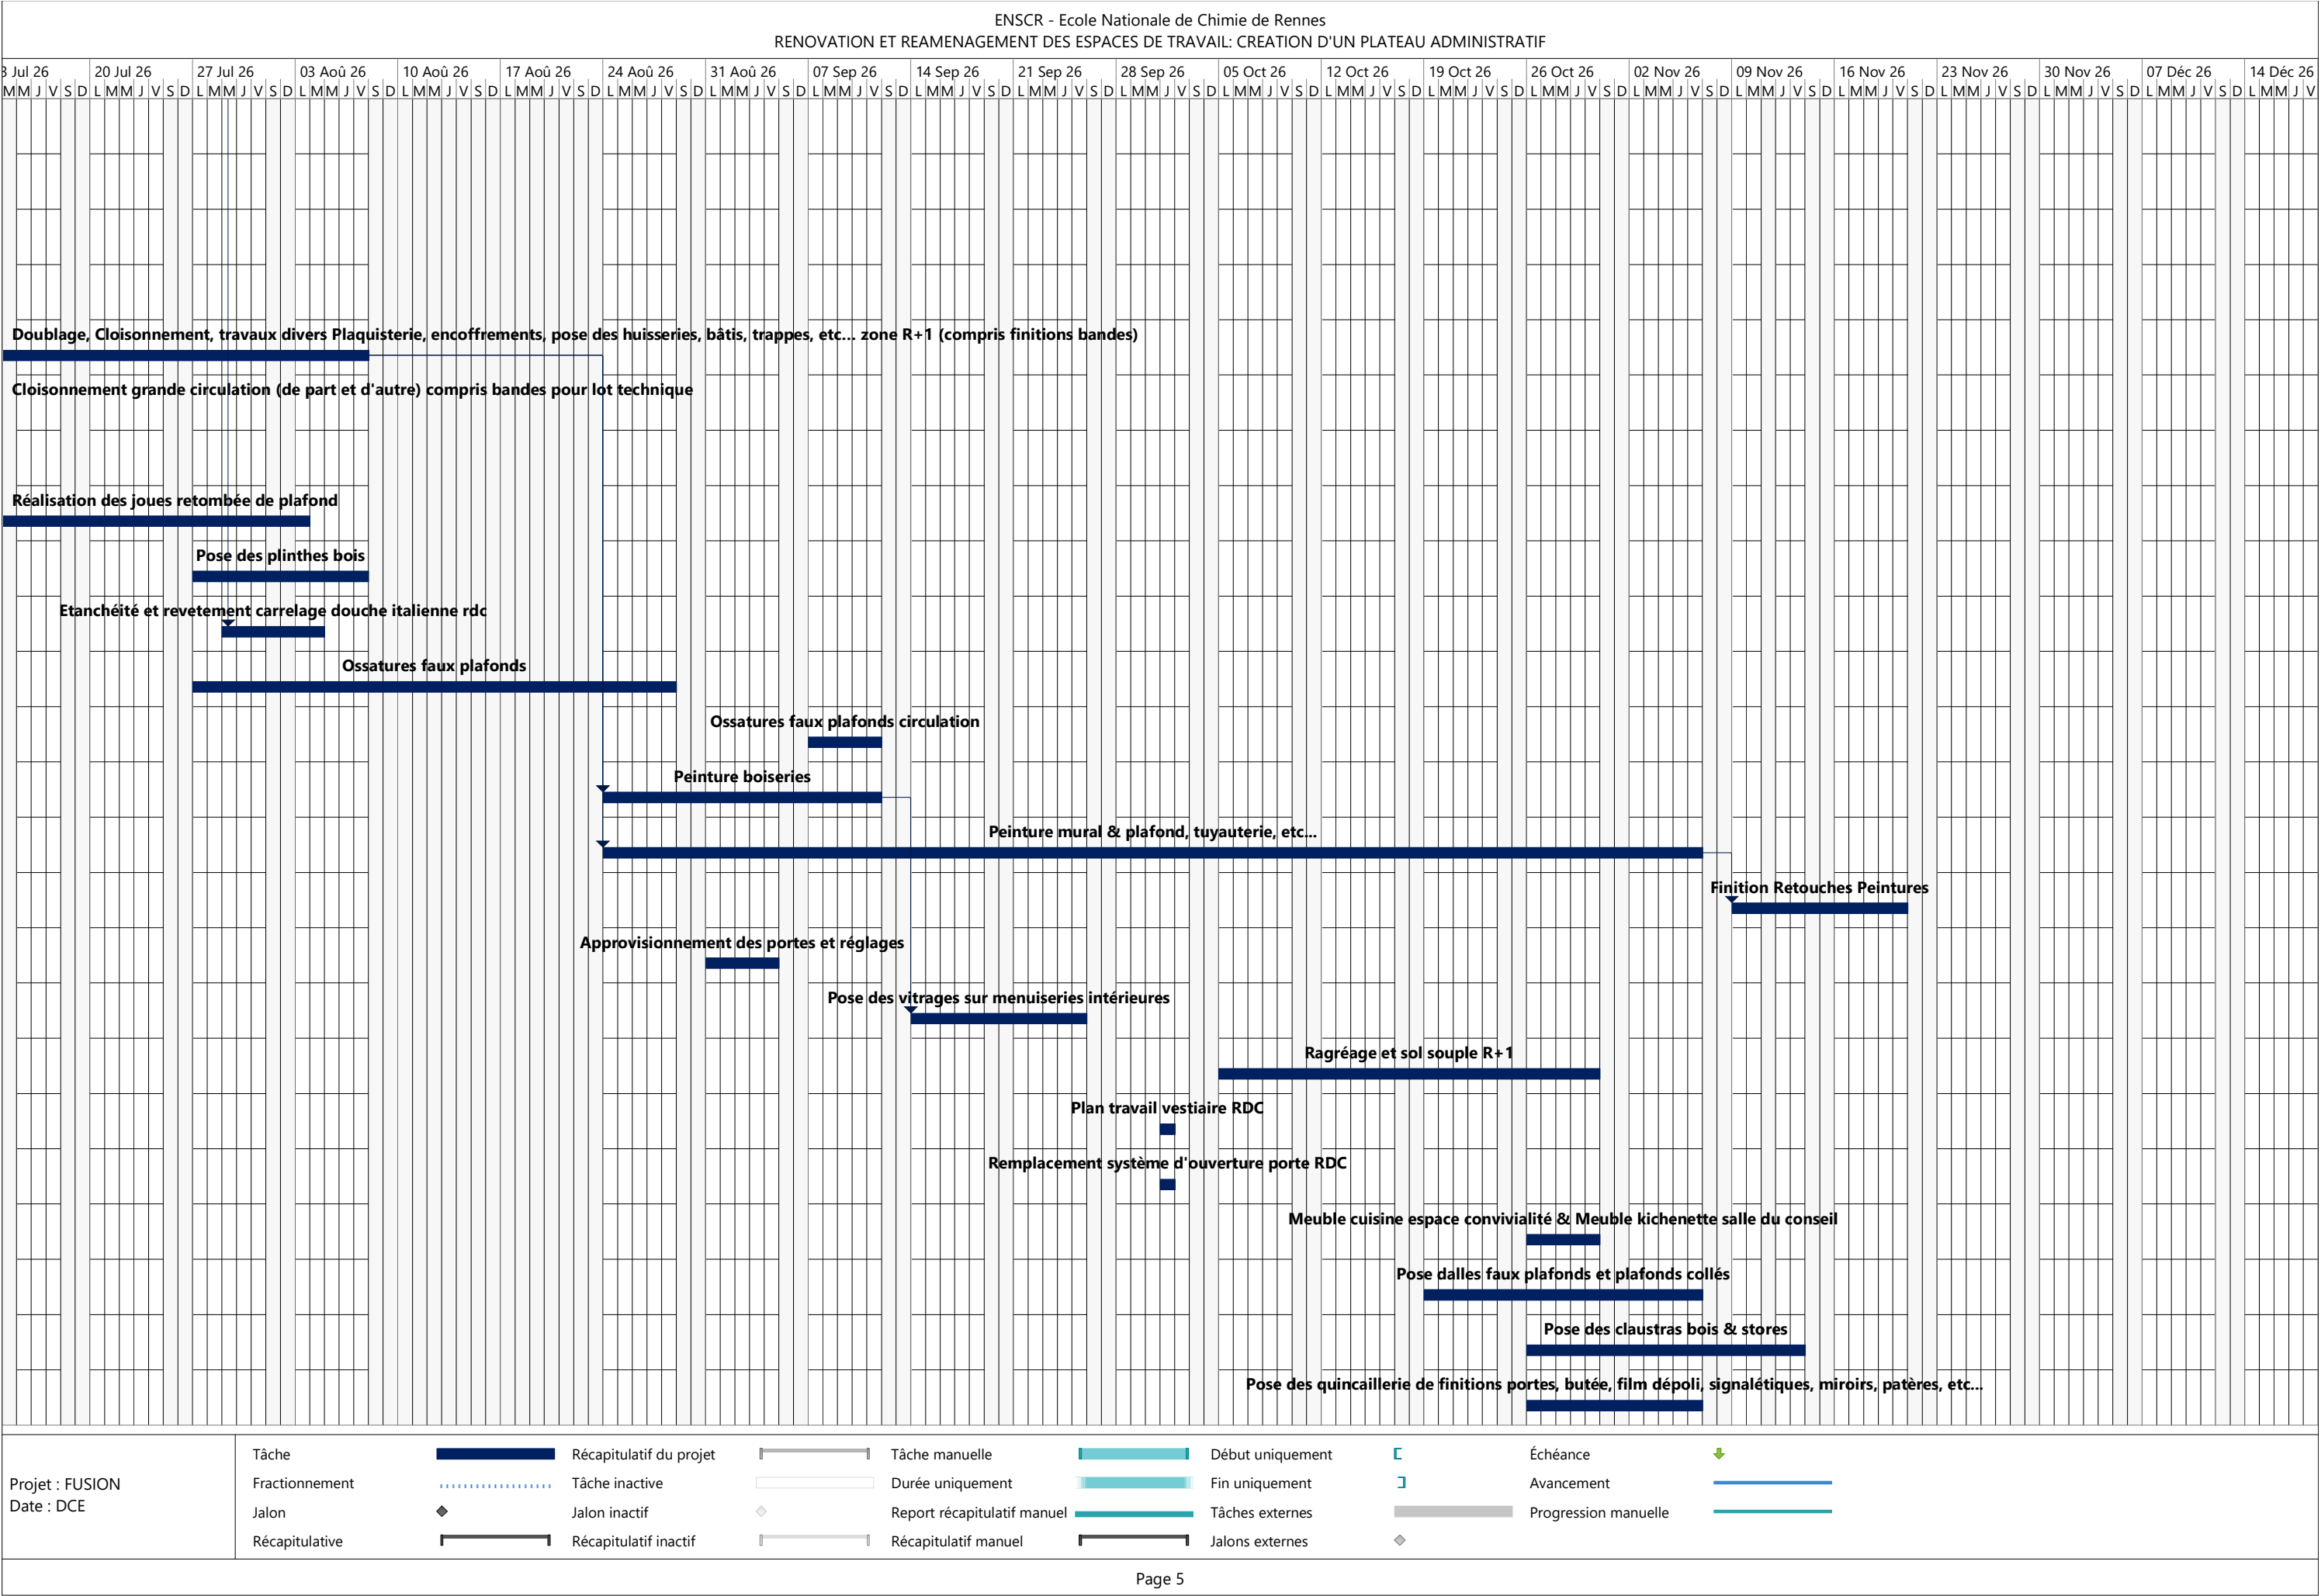 ENSCR - Ecole Nationale de Chimie de Rennes
RENOVATION ET REAMENAGEMENT DES ESPACES DE TRAVAIL: CREATION D'UN PLATEAU ADMINISTRATIF
3 Jul 26 20 Jul 26 27 Jul 26 03 Aoû 26 10 Aoû 26 17 Aoû 26 24 Aoû 26 31 Aoû 26 07 Sep 26 14 Sep 26 21 Sep 26 28 Sep 26 05 Oct 26 12 Oct 26 19 Oct 26 26 Oct 26 02 Nov 26 09 Nov 26 16 Nov 26 23 Nov 26 30 Nov 26 07 Déc 26 14 Déc 26
M M J V S D L M M J V S D L M M J V S D L M M J V S D L M M J V S D L M M J V S D L M M J V S D L M M J V S D L M M J V S D L M M J V S D L M M J V S D L M M J V S D L M M J V S D L M M J V S D L M M J V S D L M M J V S D L M M J V S D L M M J V S D L M M J V S D L M M J V S D L M M J V S D L M M J V S D L M M J V
Doublage, Cloisonnement, travaux divers Plaquisterie, encoffrements, pose des huisseries, bâtis, trappes, etc... zone R+1 (compris finitions bandes)
Cloisonnement grande circulation (de part et d'autre) compris bandes pour lot technique
Réalisation des joues retombée de plafond
Pose des plinthes bois
Etanchéité et revetement carrelage douche italienne rdc
Ossatures faux plafonds
Ossatures faux plafonds circulation
Peinture boiseries
Peinture mural & plafond, tuyauterie, etc...
Finition Retouches Peintures
Approvisionnement des portes et réglages
Pose des vitrages sur menuiseries intérieures
Ragréage et sol souple R+1
Plan travail vestiaire RDC
Remplacement système d'ouverture porte RDC
Meuble cuisine espace convivialité & Meuble kichenette salle du conseil
Pose dalles faux plafonds et plafonds collés
Pose des claustras bois & stores
Pose des quincaillerie de finitions portes, butée, film dépoli, signalétiques, miroirs, patères, etc...
Projet : FUSION
Date : DCE
Tâche Récapitulatif du projet Tâche manuelle Début uniquement Échéance
Fractionnement Tâche inactive Durée uniquement Fin uniquement Avancement
Jalon Jalon inactif Report récapitulatif manuel Tâches externes Progression manuelle
Récapitulative Récapitulatif inactif Récapitulatif manuel Jalons externes
Page 5